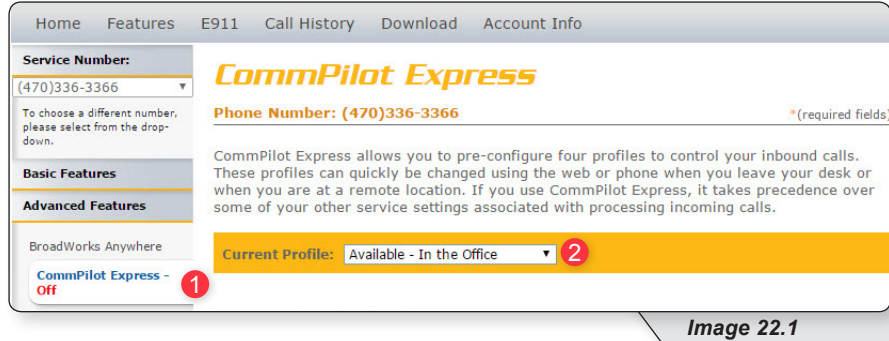 Home Features E911 Call History Download Account Info
Service Number:
(470)336-3366
To choose a different number,
please select from the drop-
down.
Basic Features
Advanced Features
BroadWorks Anywhere
CommPilot Express -
Off
1
CommPilot Express
Phone Number: (470)336-3366
*(required fields)
CommPilot Express allows you to pre-configure four profiles to control your inbound calls.
These profiles can quickly be changed using the web or phone when you leave your desk or
when you are at a remote location. If you use CommPilot Express, it takes precedence over
some of your other service settings associated with processing incoming calls.
Current Profile: Available - In the Office 2
Image 22.1